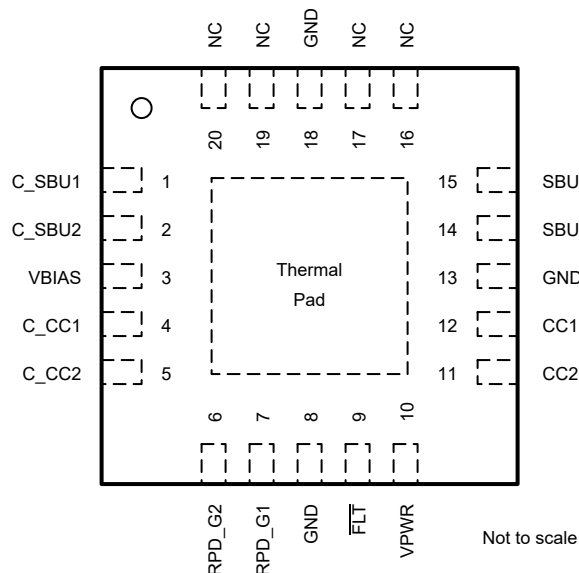 NC
NC
GND
NC
NC
20
19
18
17
16
C_SBU1 1
C_SBU2 2
VBIAS 3
C_CC1 4
C_CC2 5
Thermal
Pad
15 SBU
14 SBU
13 GND
12 CC1
11 CC2
6
7
8
9
10
RPD_G2
RPD_G1
GND
FLT
VPWR
Not to scale